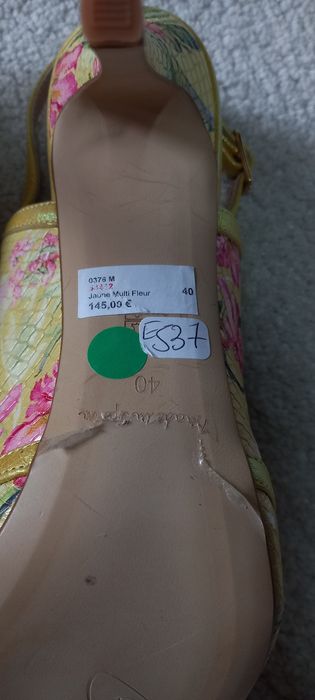 0376 M
Jaune Multi Fleur 40
145,00 €
E537
40
made in Spain